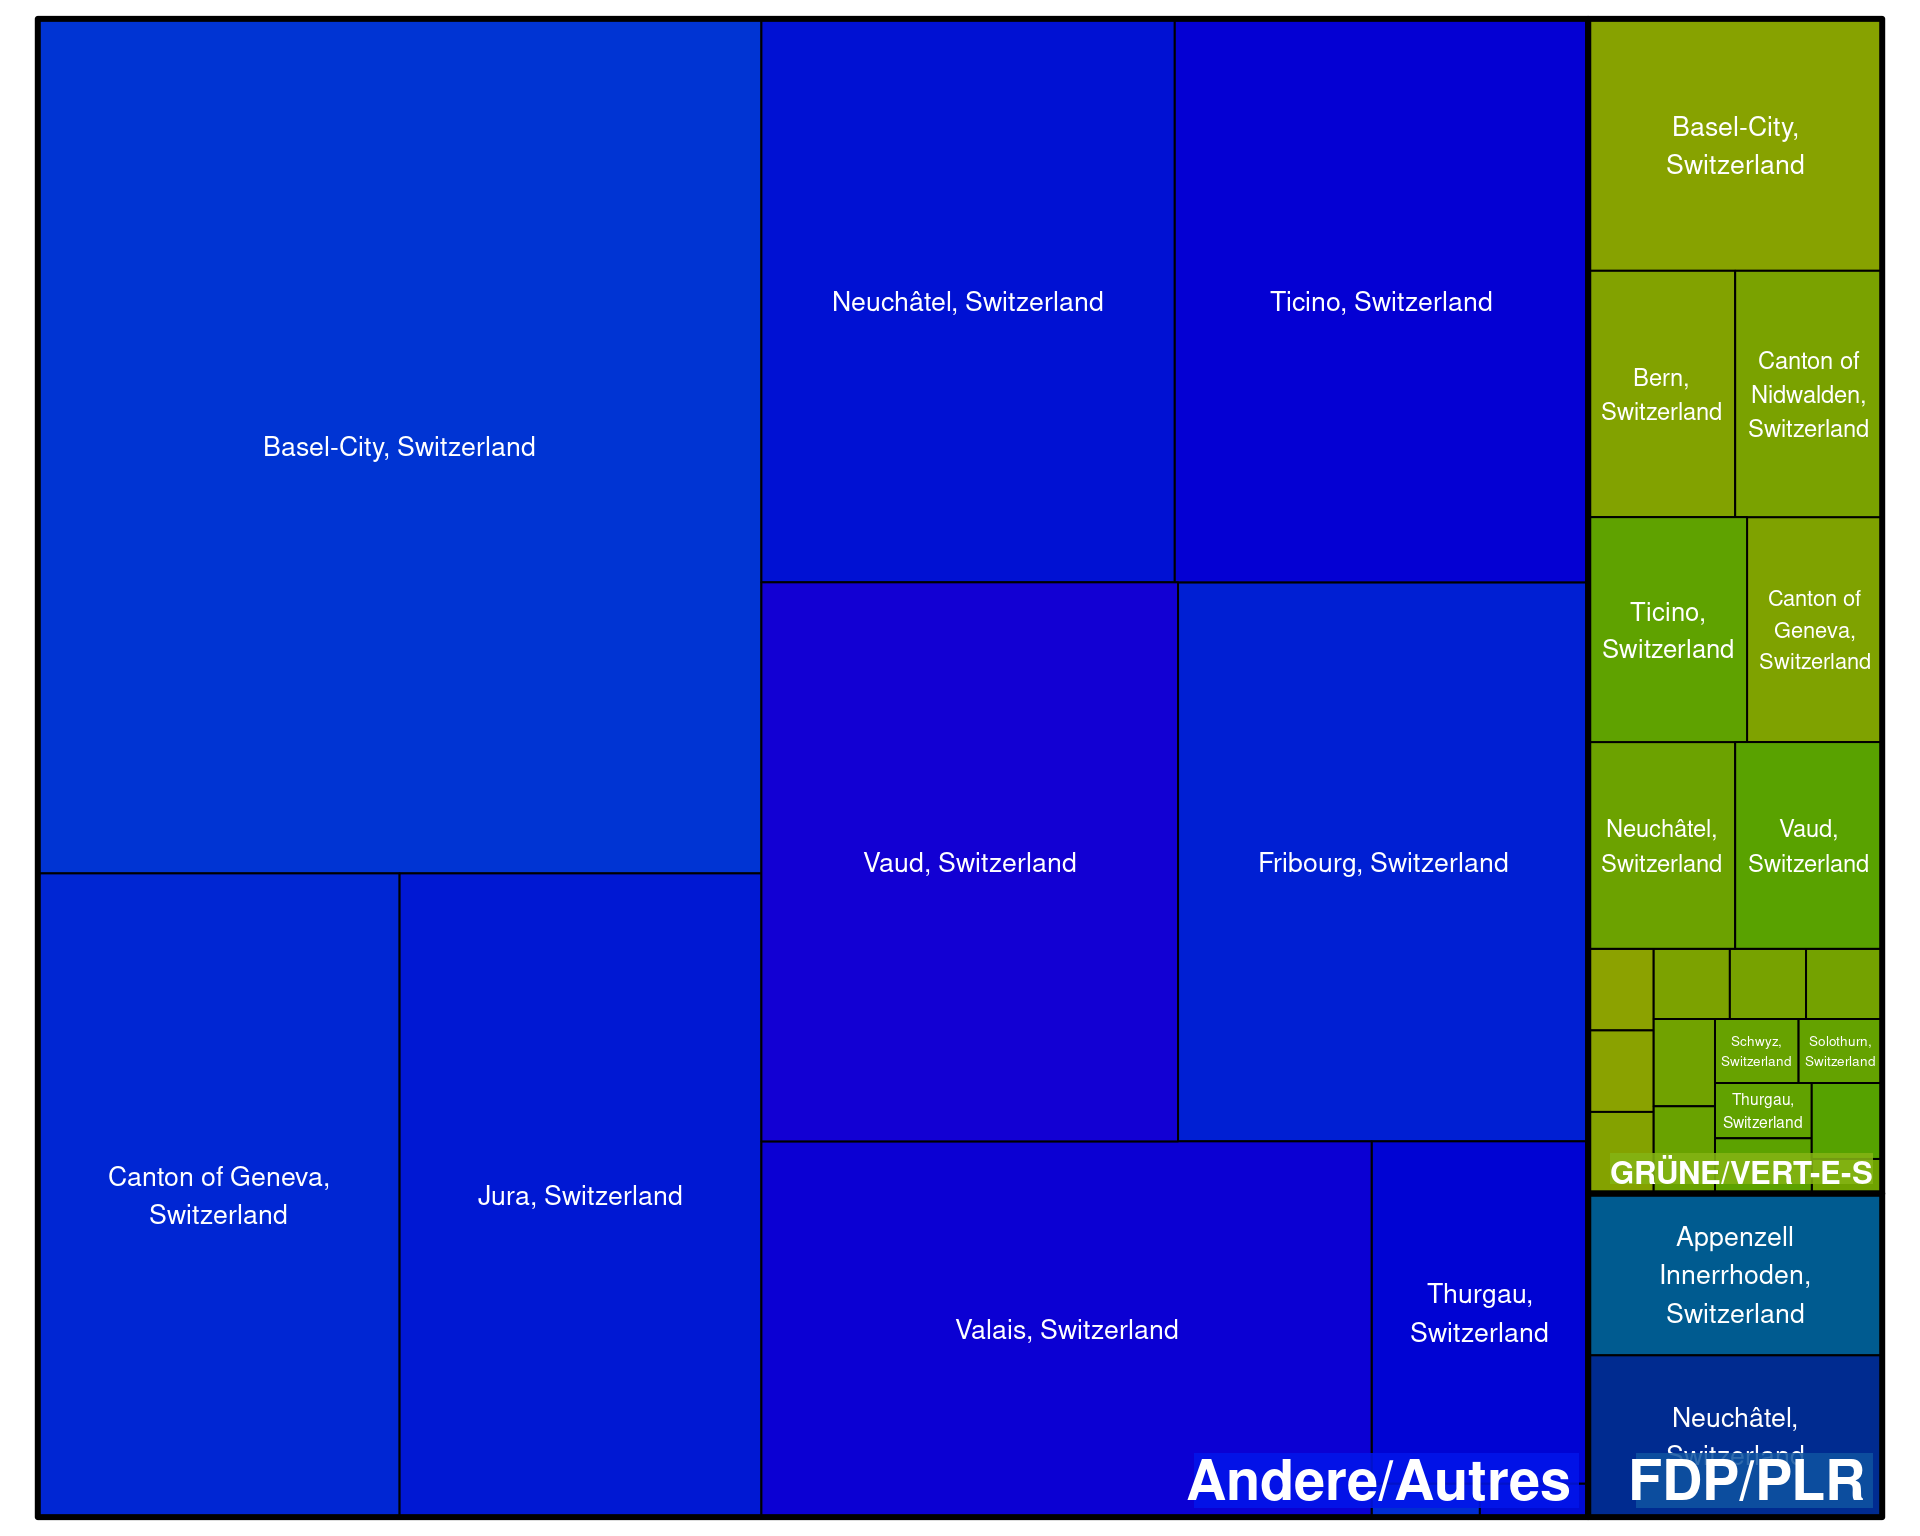 Basel-City, Switzerland
Canton of Geneva,
Switzerland
Jura, Switzerland
Neuchâtel, Switzerland
Ticino, Switzerland
Vaud, Switzerland
Fribourg, Switzerland
Valais, Switzerland
Thurgau,
Switzerland
Andere/Autres
Basel-City,
Switzerland
Bern,
Switzerland
Canton of
Nidwalden,
Switzerland
Ticino,
Switzerland
Canton of
Geneva,
Switzerland
Neuchâtel,
Switzerland
Vaud,
Switzerland
Schwyz,
Switzerland
Solothurn,
Switzerland
Thurgau,
Switzerland
GRÜNE/VERT-E-S
Appenzell
Innerrhoden,
Switzerland
Neuchâtel,
Switzerland
FDP/PLR